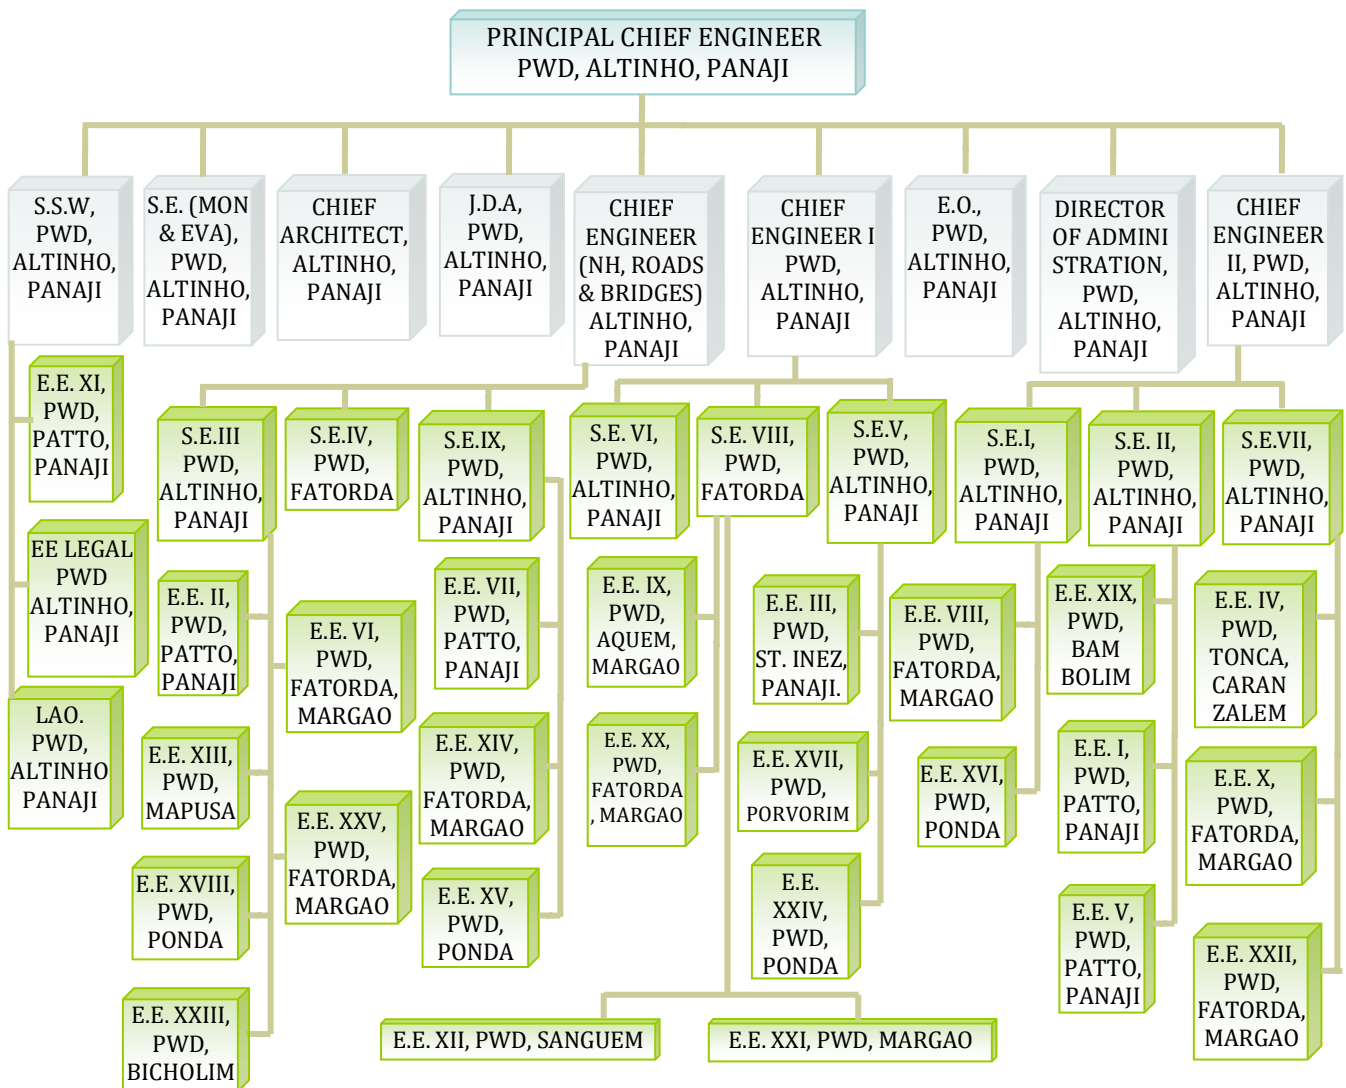 PRINCIPAL CHIEF ENGINEER
PWD, ALTINHO, PANAJI
S.S.W,
PWD,
ALTINHO,
PANAJI
S.E. (MON
& EVA),
PWD,
ALTINHO,
PANAJI
CHIEF
ARCHITECT,
ALTINHO,
PANAJI
J.D.A,
PWD,
ALTINHO,
PANAJI
CHIEF
ENGINEER
(NH, ROADS
& BRIDGES)
ALTINHO,
PANAJI
CHIEF
ENGINEER I
PWD,
ALTINHO,
PANAJI
E.O.,
PWD,
ALTINHO,
PANAJI
DIRECTOR
OF ADMINI
STRATION,
PWD,
ALTINHO,
PANAJI
CHIEF
ENGINEER
II, PWD,
ALTINHO,
PANAJI
E.E. XI,
PWD,
PATTO,
PANAJI
EE LEGAL
PWD
ALTINHO,
PANAJI
LAO.
PWD,
ALTINHO
PANAJI
S.E.III
PWD,
ALTINHO,
PANAJI
S.E.IV,
PWD,
FATORDA
S.E.IX,
PWD,
ALTINHO,
PANAJI
S.E. VI,
PWD,
ALTINHO,
PANAJI
S.E. VIII,
PWD,
FATORDA
S.E.V,
PWD,
ALTINHO,
PANAJI
S.E.I,
PWD,
ALTINHO,
PANAJI
S.E. II,
PWD,
ALTINHO,
PANAJI
S.E.VII,
PWD,
ALTINHO,
PANAJI
E.E. II,
PWD,
PATTO,
PANAJI
E.E. VI,
PWD,
FATORDA,
MARGAO
E.E. XIII,
PWD,
MAPUSA
E.E. XXV,
PWD,
FATORDA,
MARGAO
E.E. XVIII,
PWD,
PONDA
E.E. XXIII,
PWD,
BICHOLIM
E.E. VII,
PWD,
PATTO,
PANAJI
E.E. XIV,
PWD,
FATORDA,
MARGAO
E.E. XV,
PWD,
PONDA
E.E. IX,
PWD,
AQUEM,
MARGAO
E.E. XX,
PWD,
FATORDA
, MARGAO
E.E. XII, PWD, SANGUEM
E.E. XXI, PWD, MARGAO
E.E. III,
PWD,
ST. INEZ,
PANAJI.
E.E. XVII,
PWD,
PORVORIM
E.E.
XXIV,
PWD,
PONDA
E.E. VIII,
PWD,
FATORDA,
MARGAO
E.E. XVI,
PWD,
PONDA
E.E. XIX,
PWD,
BAM
BOLIM
E.E. I,
PWD,
PATTO,
PANAJI
E.E. V,
PWD,
PATTO,
PANAJI
E.E. IV,
PWD,
TONCA,
CARAN
ZALEM
E.E. X,
PWD,
FATORDA,
MARGAO
E.E. XXII,
PWD,
FATORDA,
MARGAO